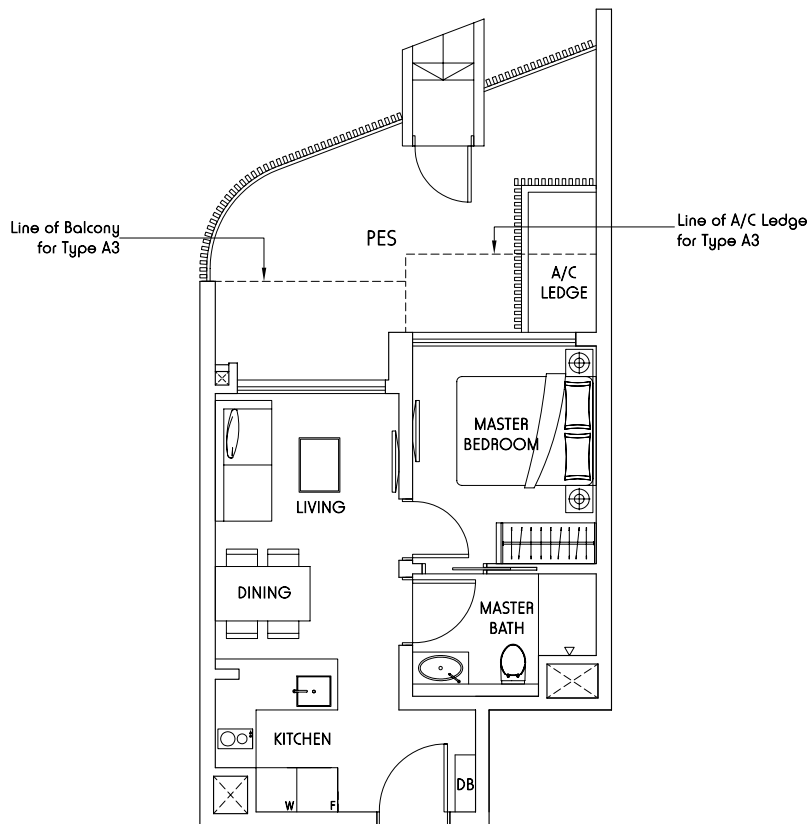 Line of Balcony
for Type A3
PES
Line of A/C Ledge
for Type A3
A/C
LEDGE
MASTER
BEDROOM
LIVING
DINING
MASTER
BATH
KITCHEN
W
F
DB